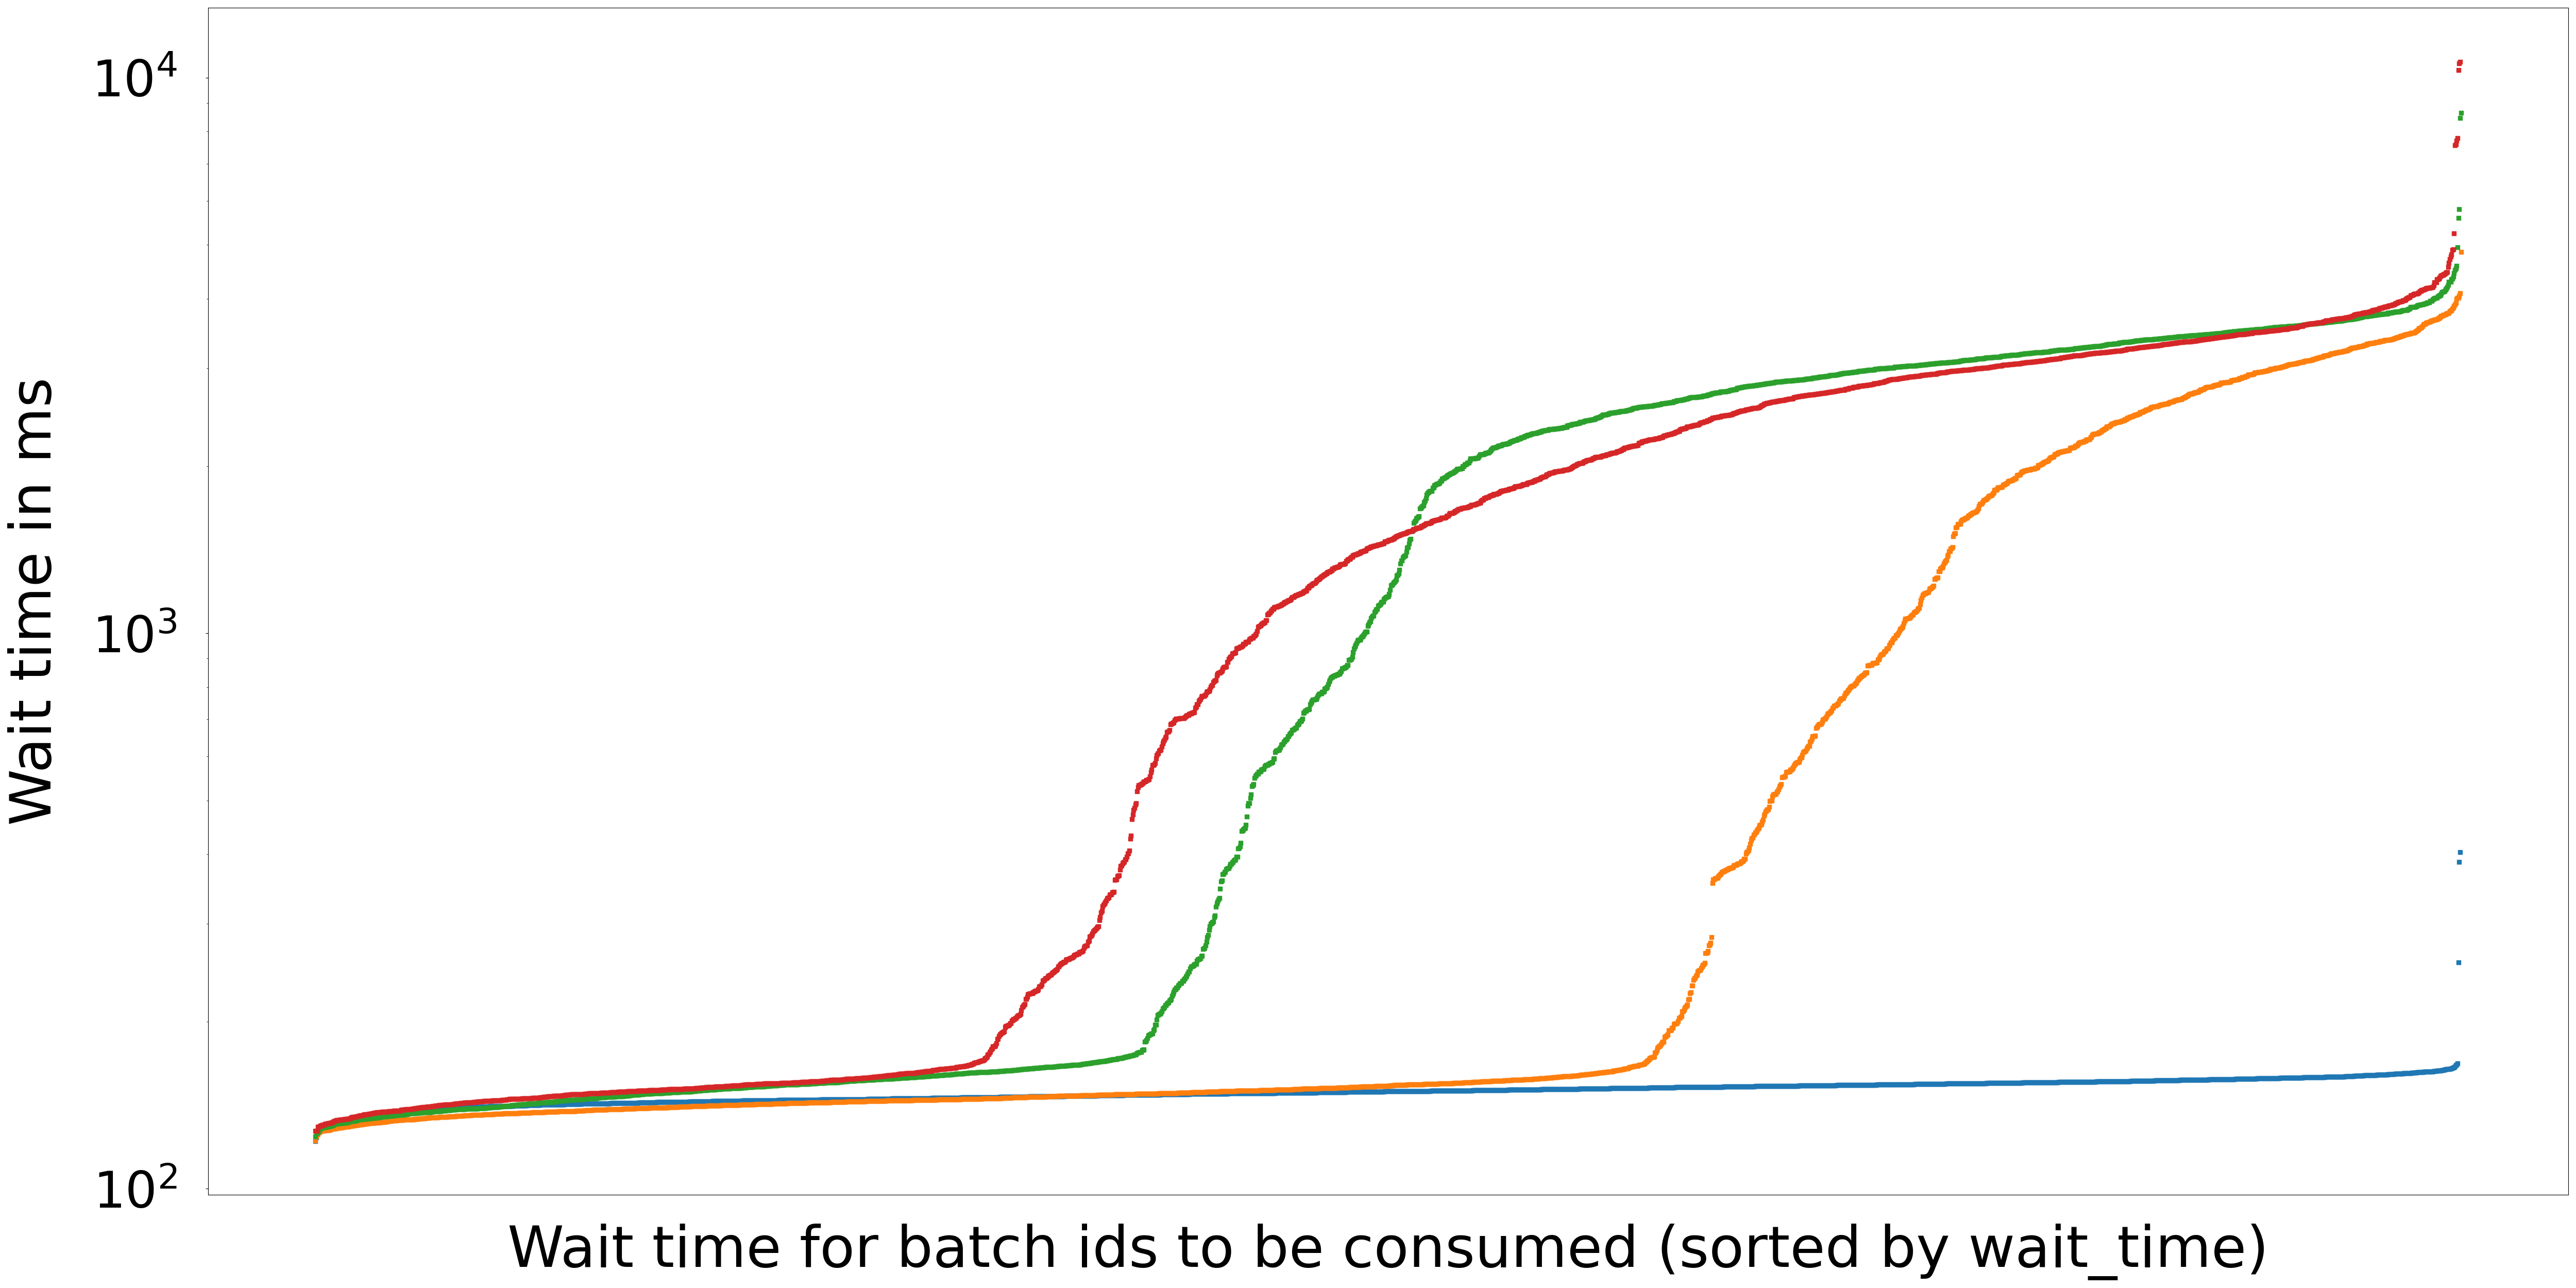 10⁴
10³
10²
Wait time in ms
Wait time for batch ids to be consumed (sorted by wait_time)